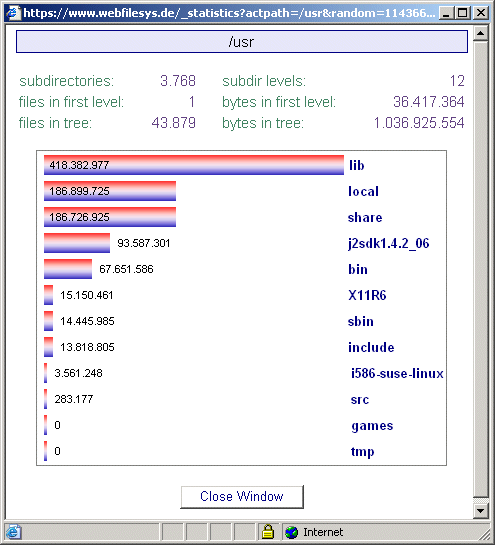 https://www.webfilesys.de/_statistics?actpath=/usr&random=114366...
/usr
subdirectories: 3.768 subdir levels: 12
files in first level: 1 bytes in first level: 36.417.364
files in tree: 43.879 bytes in tree: 1.036.925.554
418.382.977 lib
186.899.725 local
186.726.925 share
93.587.301 j2sdk1.4.2_06
67.651.586 bin
15.150.461 X11R6
14.445.985 sbin
13.818.805 include
3.561.248 i586-suse-linux
283.177 src
0 games
0 tmp
Close Window
Internet